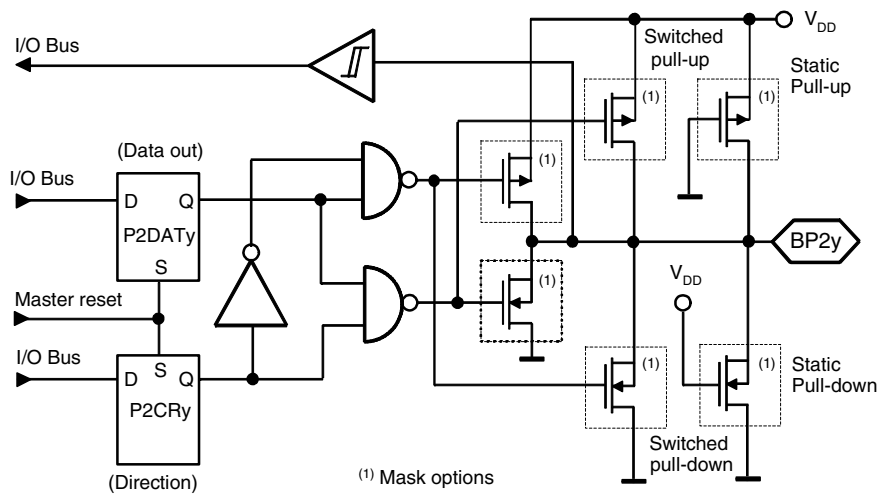 I/O Bus
Switched
pull-up
V_DD
Static
Pull-up
(1)
(1)
(Data out)
(1)
I/O Bus
D Q
P2DATy
S
BP2y
(1)
V_DD
Master reset
I/O Bus
S
D Q
P2CRy
(1)
(1)
Static
Pull-down
Switched
pull-down
(Direction)
(1) Mask options